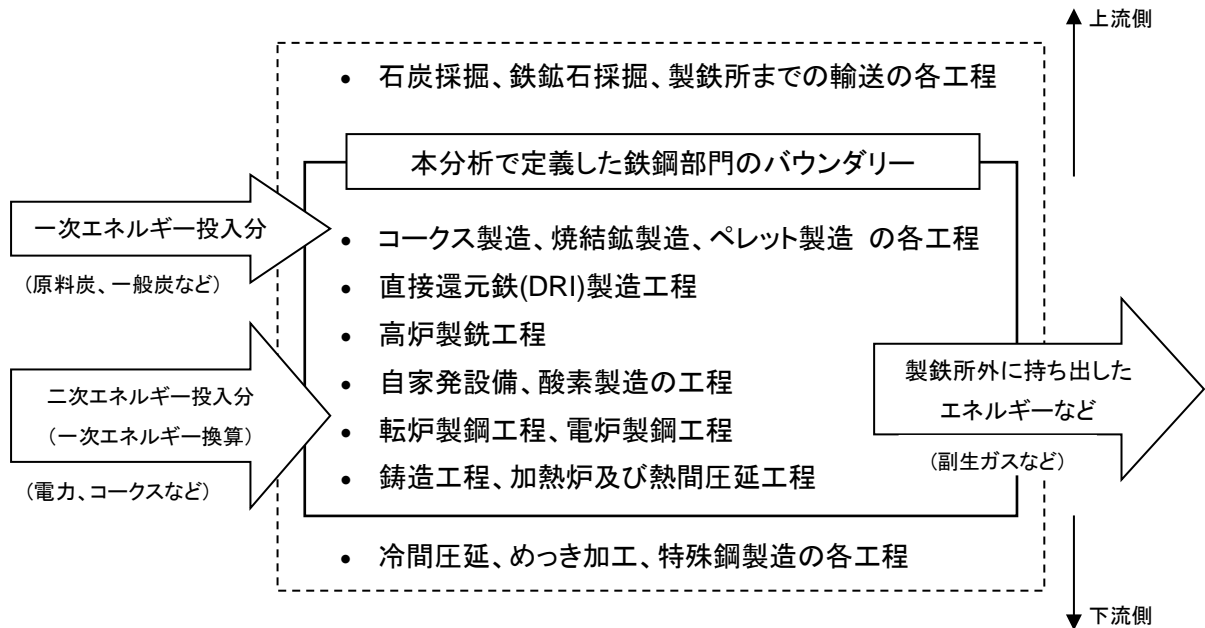 上流側
• 石炭採掘、鉄鉱石採掘、製鉄所までの輸送の各工程
本分析で定義した鉄鋼部門のバウンダリー
一次エネルギー投入分
(原料炭、一般炭など)
• コークス製造、焼結鉱製造、ペレット製造 の各工程
• 直接還元鉄(DRI)製造工程
• 高炉製銑工程
• 自家発設備、酸素製造の工程
• 転炉製鋼工程、電炉製鋼工程
• 鋳造工程、加熱炉及び熱間圧延工程
二次エネルギー投入分
(一次エネルギー換算)
(電力、コークスなど)
製鉄所外に持ち出した
エネルギーなど
(副生ガスなど)
• 冷間圧延、めっき加工、特殊鋼製造の各工程
下流側